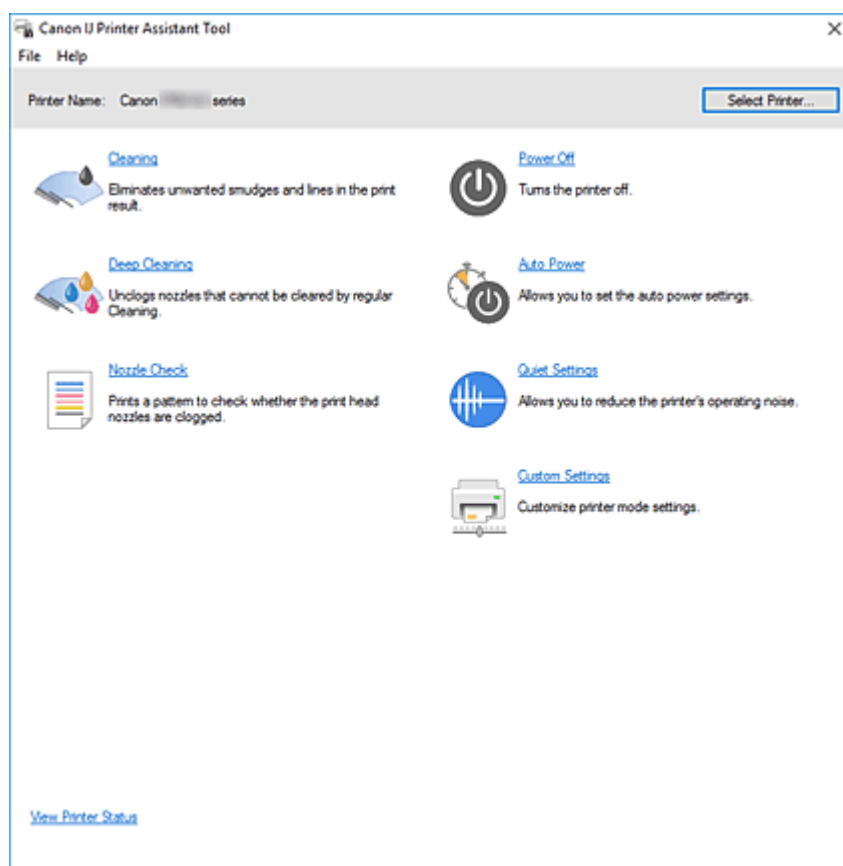 Canon IJ Printer Assistant Tool
File Help
Printer Name: Canon series
Select Printer...
Cleaning
Eliminates unwanted smudges and lines in the print
result.
Deep Cleaning
Unclogs nozzles that cannot be cleared by regular
Cleaning.
Nozzle Check
Prints a pattern to check whether the print head
nozzles are clogged.
Power Off
Turns the printer off.
Auto Power
Allows you to set the auto power settings.
Quiet Settings
Allows you to reduce the printer's operating noise.
Custom Settings
Customize printer mode settings.
View Printer Status